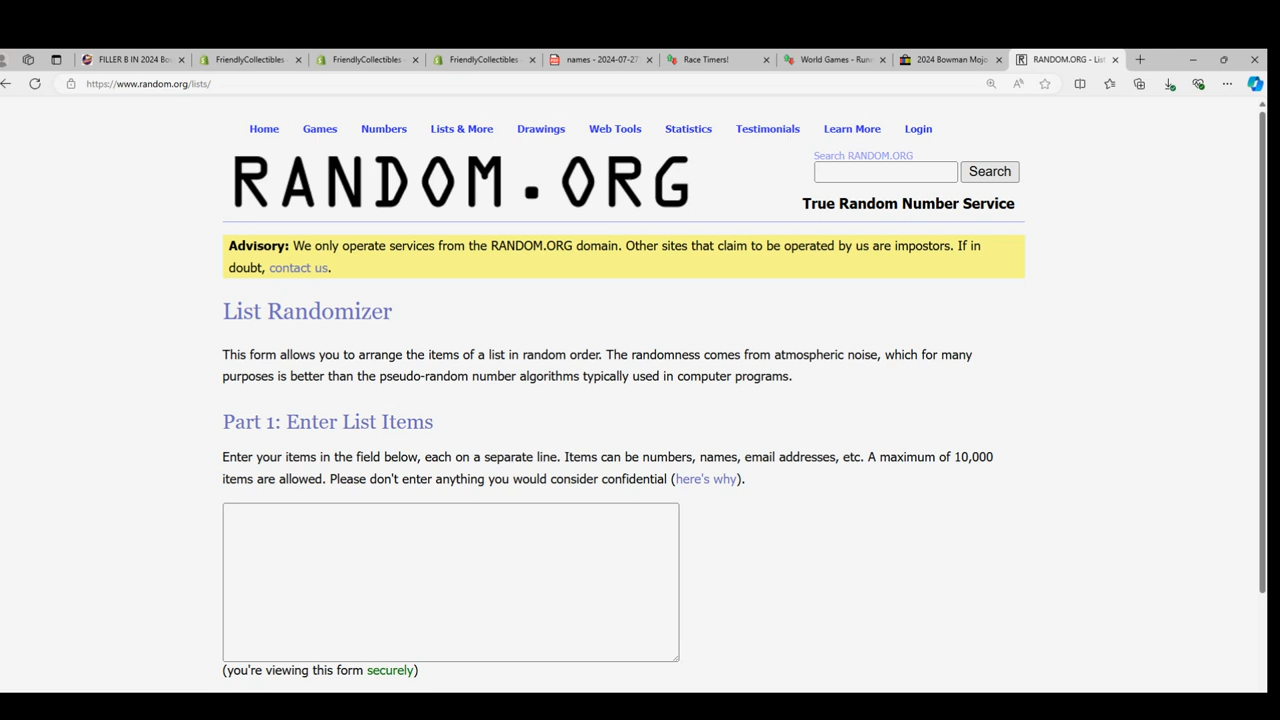 FILLER B IN 2024 Bo
FriendlyCollectibles
FriendlyCollectibles
FriendlyCollectibles
names - 2024-07-27
Race Timers!
World Games - Run
2024 Bowman Mojo
RANDOM.ORG - Lis
https://www.random.org/lists/
Home Games Numbers Lists & More Drawings Web Tools Statistics Testimonials Learn More Login
RANDOM.ORG
Search RANDOM.ORG
Search
True Random Number Service
Advisory: We only operate services from the RANDOM.ORG domain. Other sites that claim to be operated by us are impostors. If in
doubt, contact us.
List Randomizer
This form allows you to arrange the items of a list in random order. The randomness comes from atmospheric noise, which for many
purposes is better than the pseudo-random number algorithms typically used in computer programs.
Part 1: Enter List Items
Enter your items in the field below, each on a separate line. Items can be numbers, names, email addresses, etc. A maximum of 10,000
items are allowed. Please don't enter anything you would consider confidential (here's why).
(you're viewing this form securely)